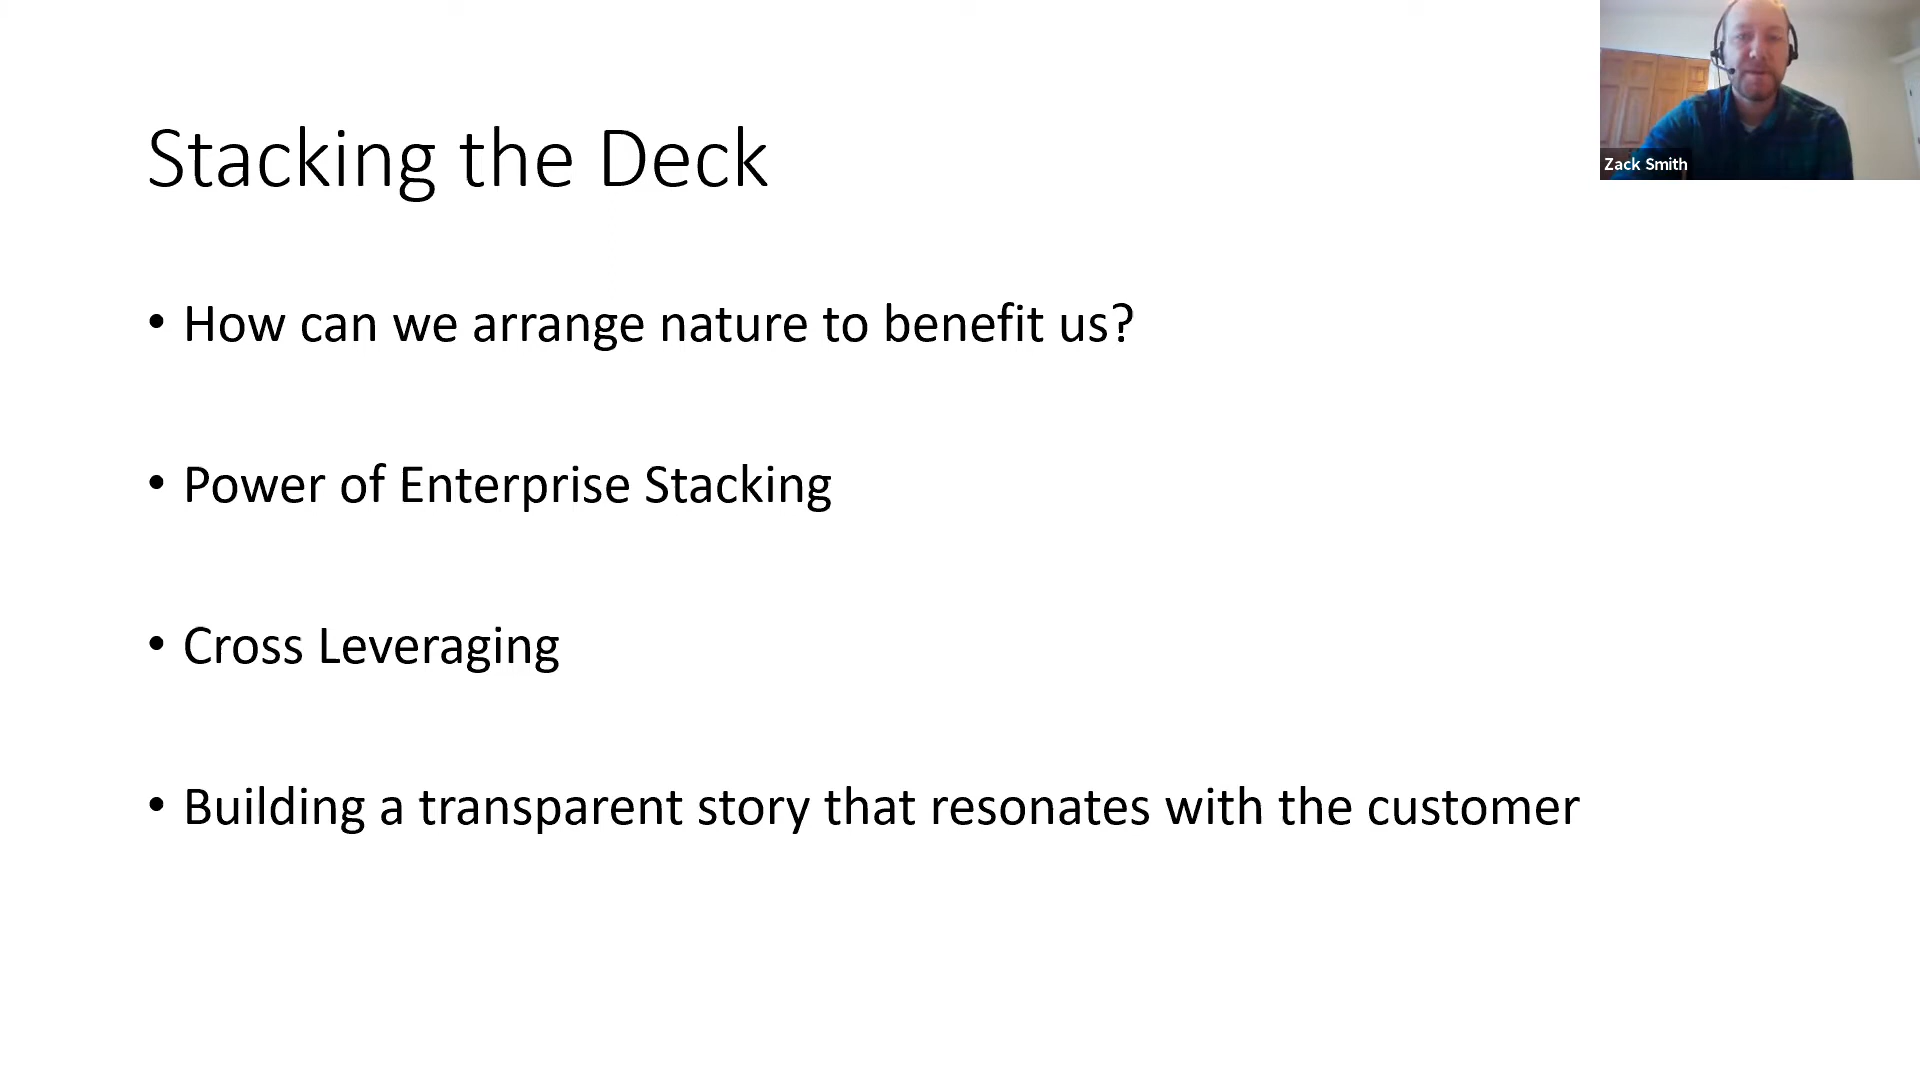 Stacking the Deck
Zack Smith
• How can we arrange nature to benefit us?
• Power of Enterprise Stacking
• Cross Leveraging
• Building a transparent story that resonates with the customer